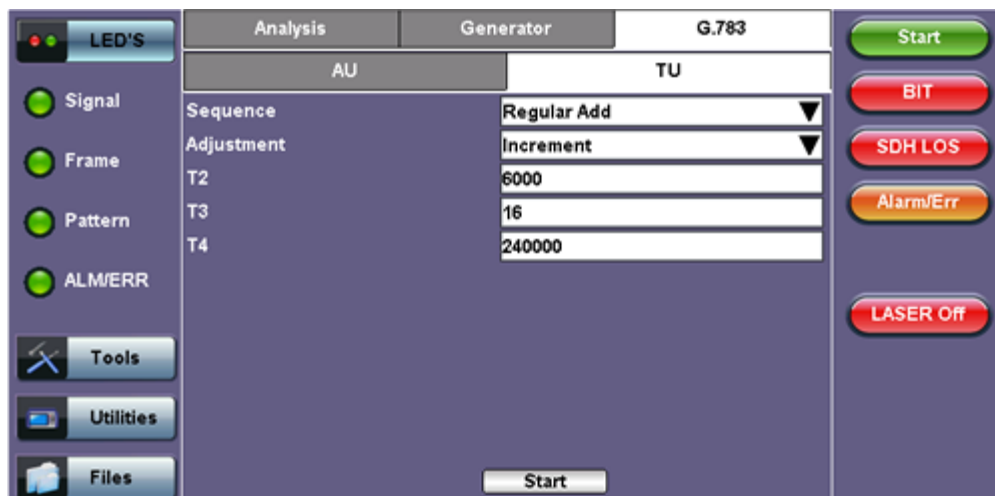 LED'S
Signal
Frame
Pattern
ALM/ERR
Tools
Utilities
Files
Analysis Generator G.783
AU TU
Sequence Regular Add
Adjustment Increment
T2 6000
T3 16
T4 240000
Start
Start
BIT
SDH LOS
Alarm/Err
LASER Off